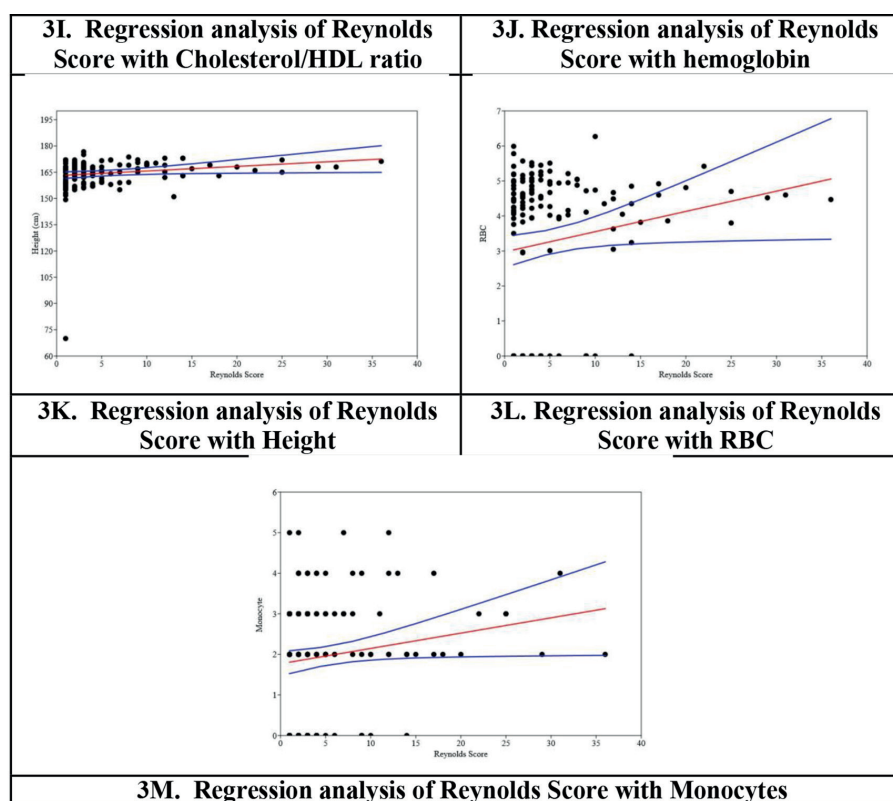 3I. Regression analysis of Reynolds
Score with Cholesterol/HDL ratio
3J. Regression analysis of Reynolds
Score with hemoglobin
195
180
165
150
135
120
105
90
75
60
Height (cm)
0 5 10 15 20 25 30 35 40
Reynolds Score
7
6
5
4
3
2
1
0
RBC
0 5 10 15 20 25 30 35 40
Reynolds Score
3K. Regression analysis of Reynolds
Score with Height
3L. Regression analysis of Reynolds
Score with RBC
6
5
4
3
2
1
0
Monocyte
0 5 10 15 20 25 30 35 40
Reynolds Score
3M. Regression analysis of Reynolds Score with Monocytes